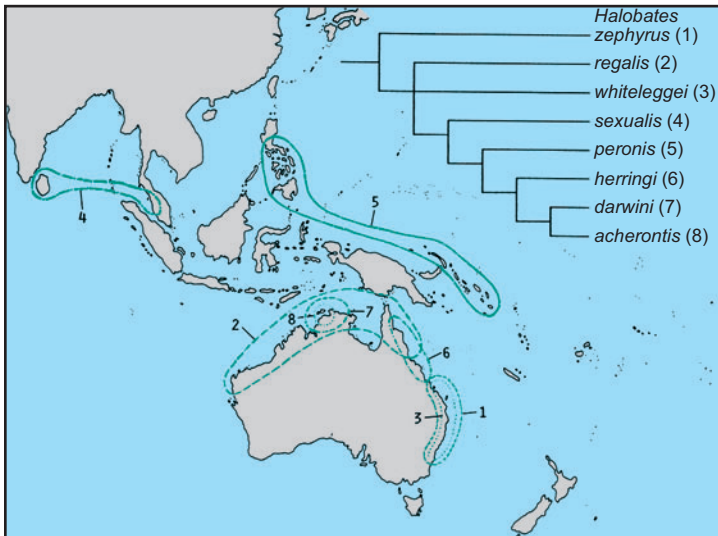 Halobates
zephyrus (1)
regalis (2)
whiteleggei (3)
sexualis (4)
peronis (5)
herringi (6)
darwini (7)
acherontis (8)
4
5
2
8
7
6
3
1